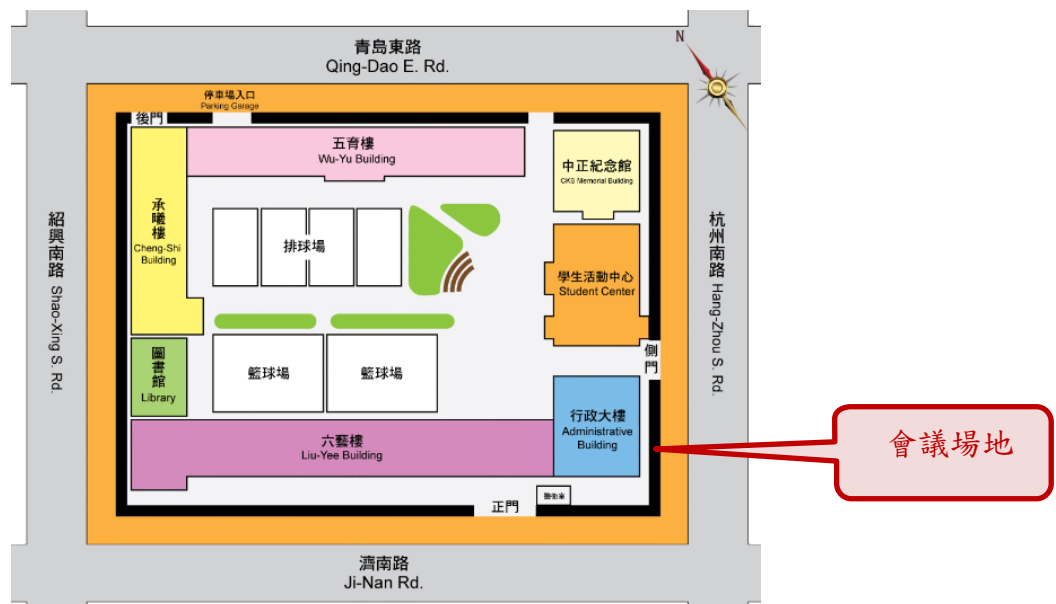 青島東路
Qing-Dao E. Rd.
N
停車場入口
Parking Garage
後門
五育樓
Wu-Yu Building
中正紀念館
CKS Memorial Building
承曦樓
Cheng-Shi
Building
排球場
學生活動中心
Student Center
紹興南路 Shao-Xing S. Rd.
杭州南路 Hang-Zhou S. Rd.
側門
圖書館
Library
籃球場
籃球場
行政大樓
Administrative
Building
會議場地
六藝樓
Liu-Yee Building
警衛室
正門
濟南路
Ji-Nan Rd.